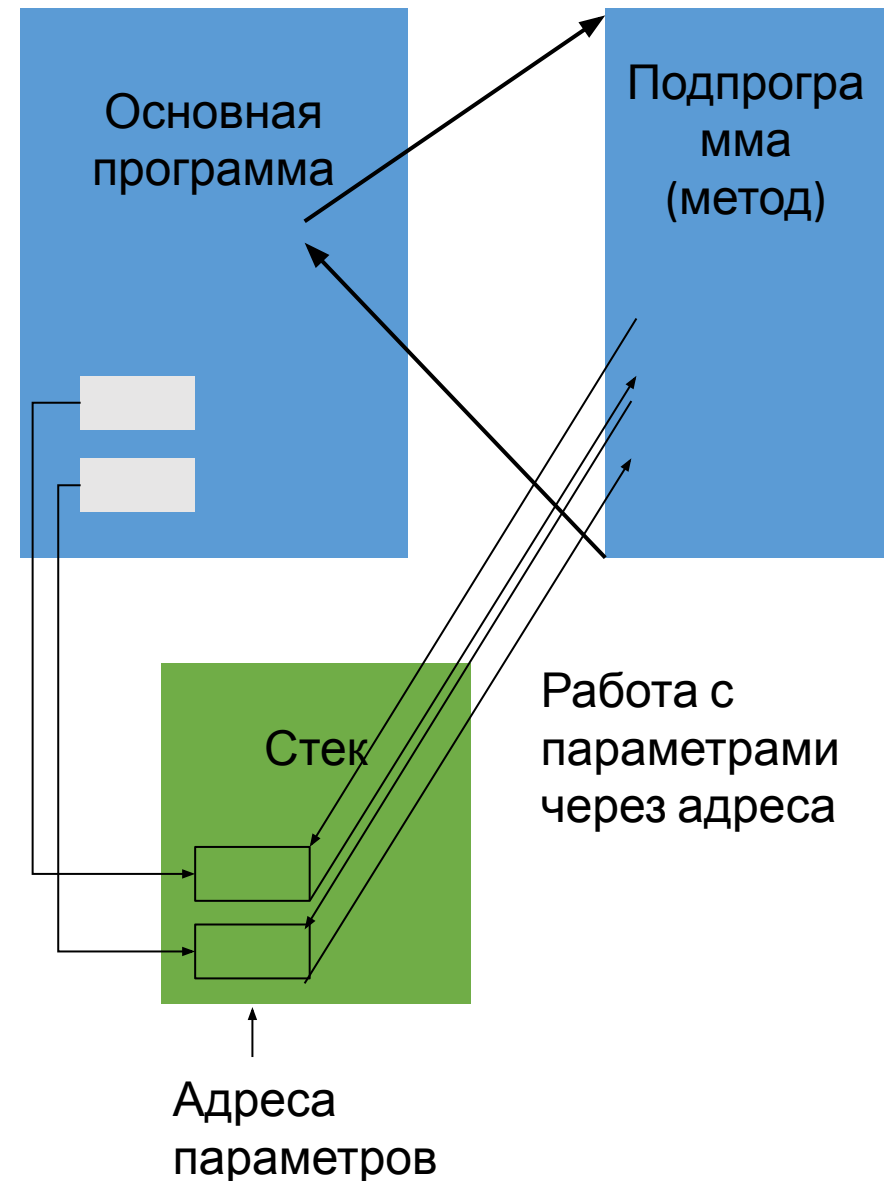 Основная
программа
Подпрогра
мма
(метод)
Стек
Работа с
параметрами
через адреса
Адреса
параметров